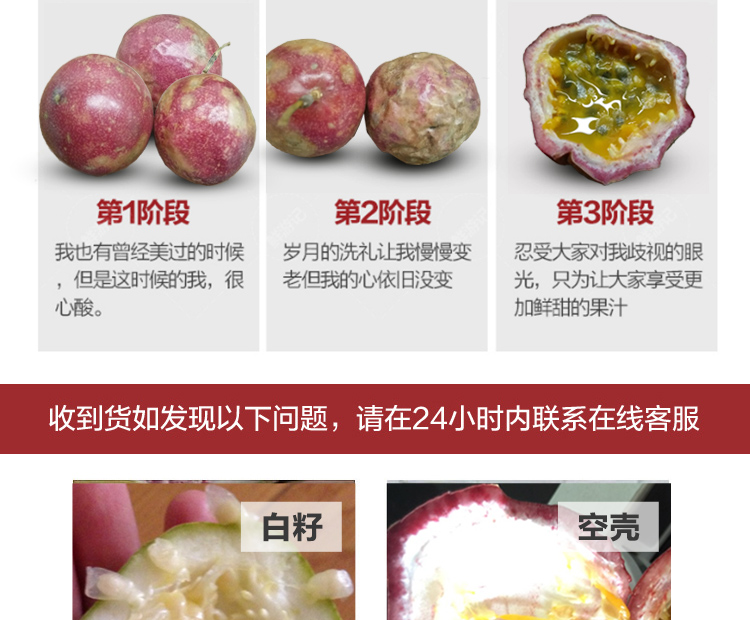 第1阶段
我也有曾经美过的时候
，但是这时候的我，很
心酸。
第2阶段
岁月的洗礼让我慢慢变
老但我的心依旧没变
第3阶段
忍受大家对我歧视的眼
光，只为让大家享受更
加鲜甜的果汁
收到货如发现以下问题，请在24小时内联系在线客服
白籽
空壳